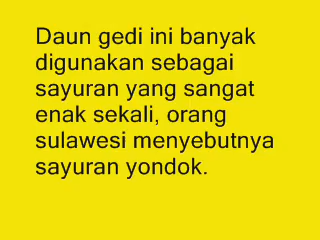 Daun gedi ini banyak
digunakan sebagai
sayuran yang sangat
enak sekali, orang
sulawesi menyebutnya
sayuran yondok.